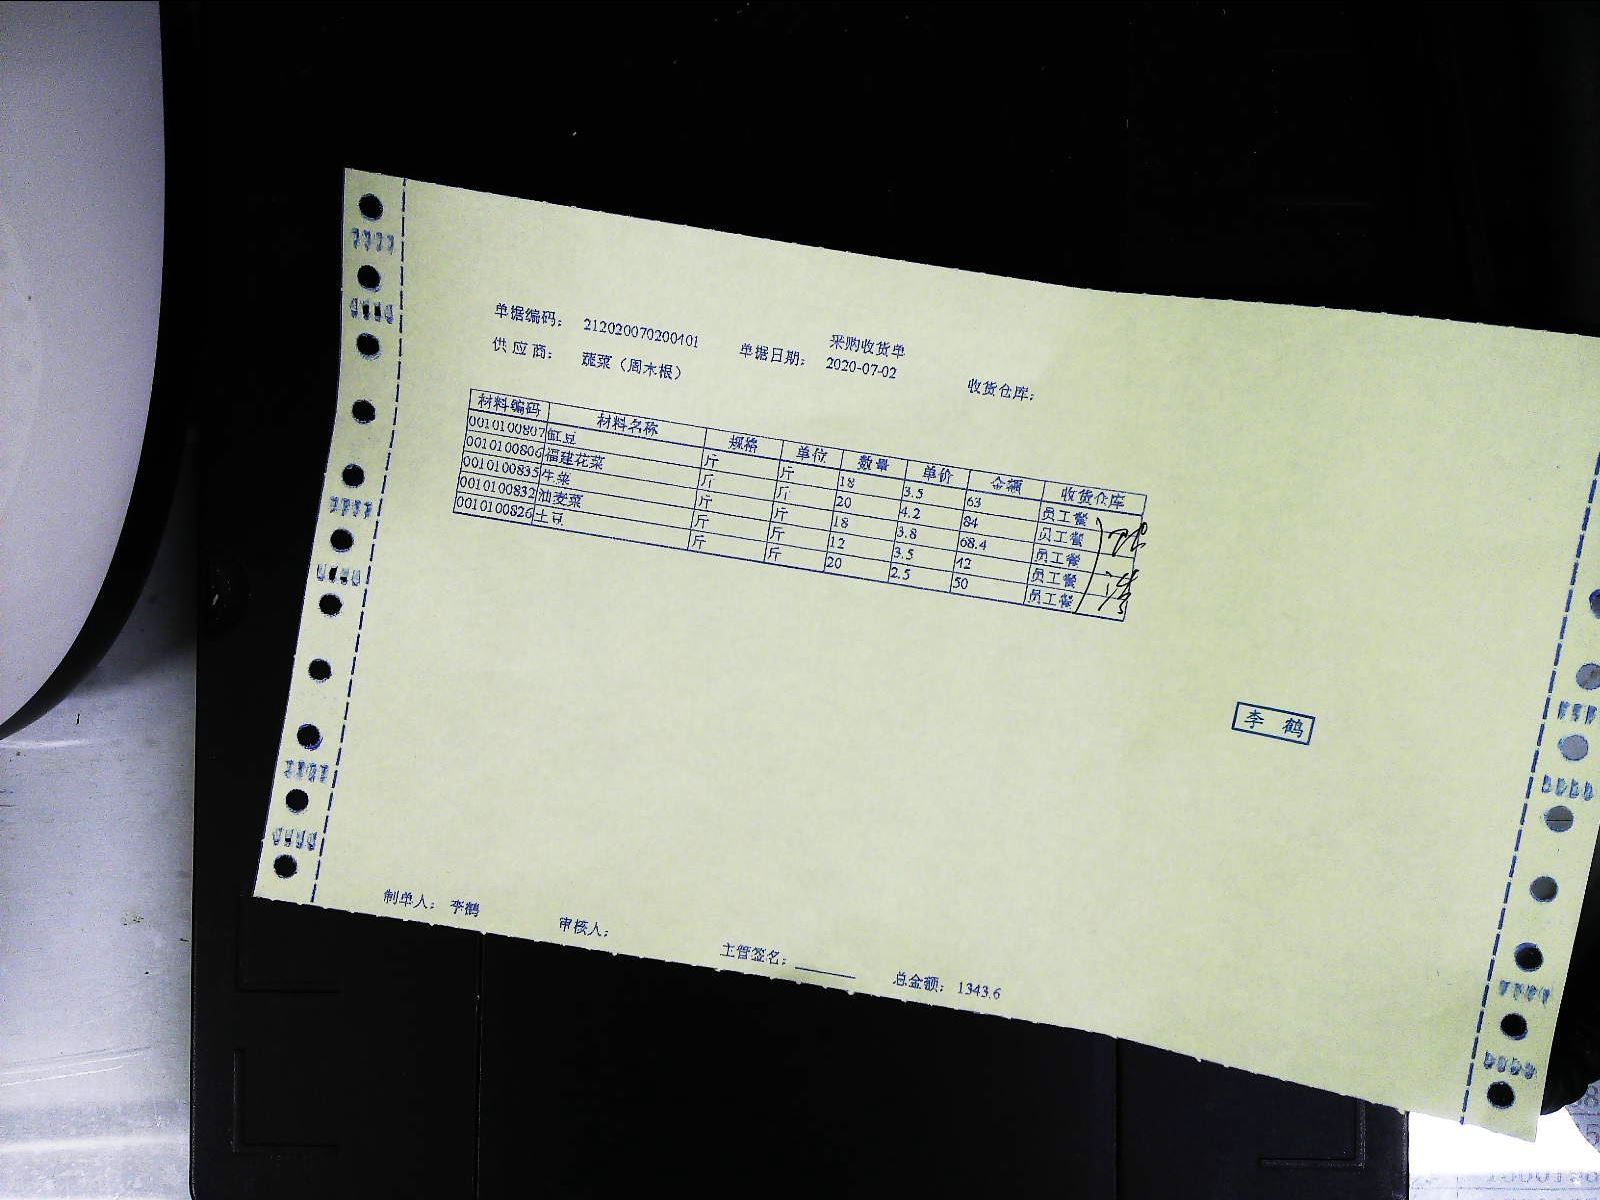 采购收货单
单据编码： 212020070200401 单据日期： 2020-07-02 收货仓库：
供 应 商： 蔬菜（周木根）
材料编码 材料名称 规格 单位 数量 单价 金额 收货仓库
0010100807 缸豆 斤 斤 18 3.5 63 员工餐
0010100806 福建花菜 斤 斤 20 4.2 84 员工餐
0010100835 生菜 斤 斤 18 3.8 68.4 员工餐
0010100832 油麦菜 斤 斤 12 3.5 42 员工餐
0010100826 土豆 斤 斤 20 2.5 50 员工餐
李 鹤
制单人： 李鹤 审核人： 主管签名： 总金额： 1343.6